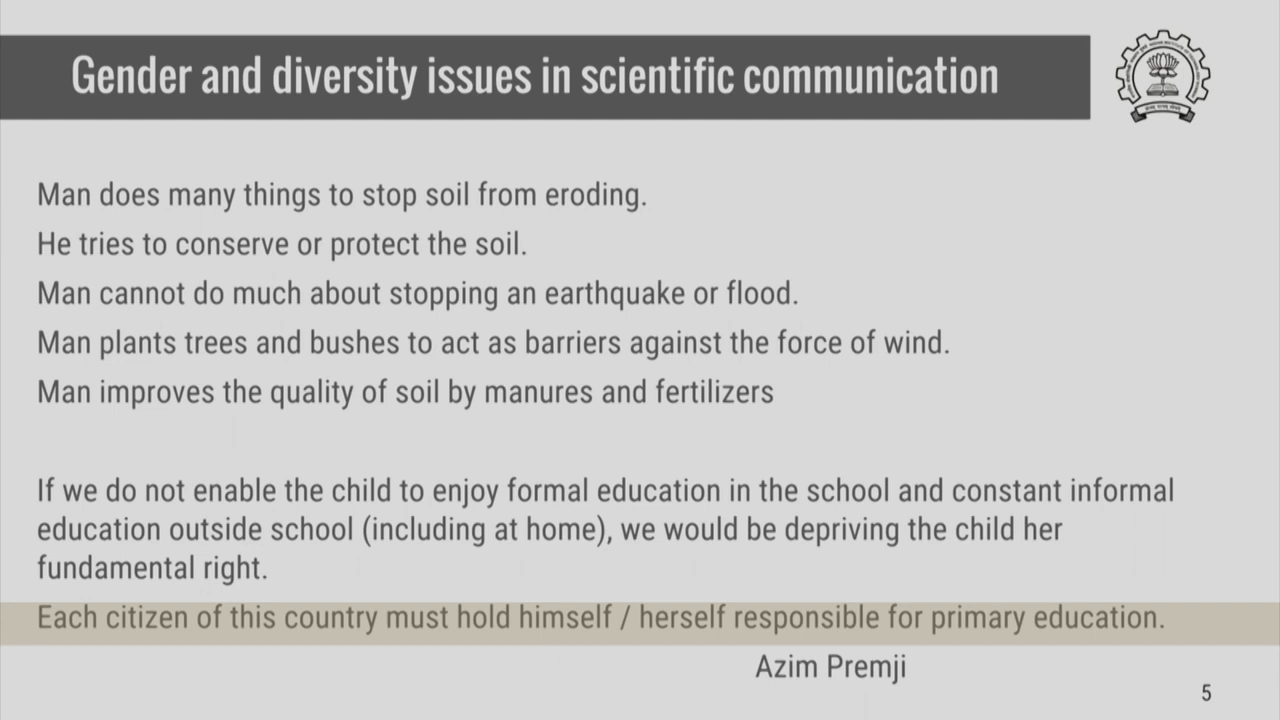 Gender and diversity issues in scientific communication
Man does many things to stop soil from eroding.
He tries to conserve or protect the soil.
Man cannot do much about stopping an earthquake or flood.
Man plants trees and bushes to act as barriers against the force of wind.
Man improves the quality of soil by manures and fertilizers
If we do not enable the child to enjoy formal education in the school and constant informal
education outside school (including at home), we would be depriving the child her
fundamental right.
Each citizen of this country must hold himself / herself responsible for primary education.
Azim Premji
5